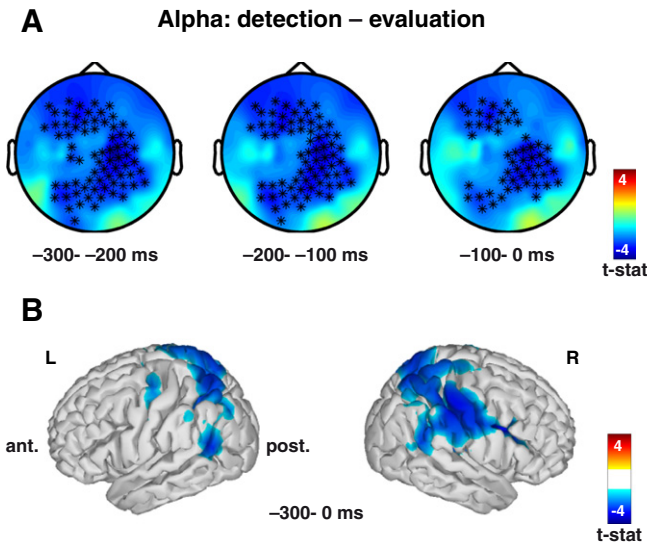 A
Alpha: detection – evaluation
–300- –200 ms
–200- –100 ms
–100- 0 ms
4
-4
t-stat
B
L
R
ant.
post.
–300- 0 ms
4
-4
t-stat